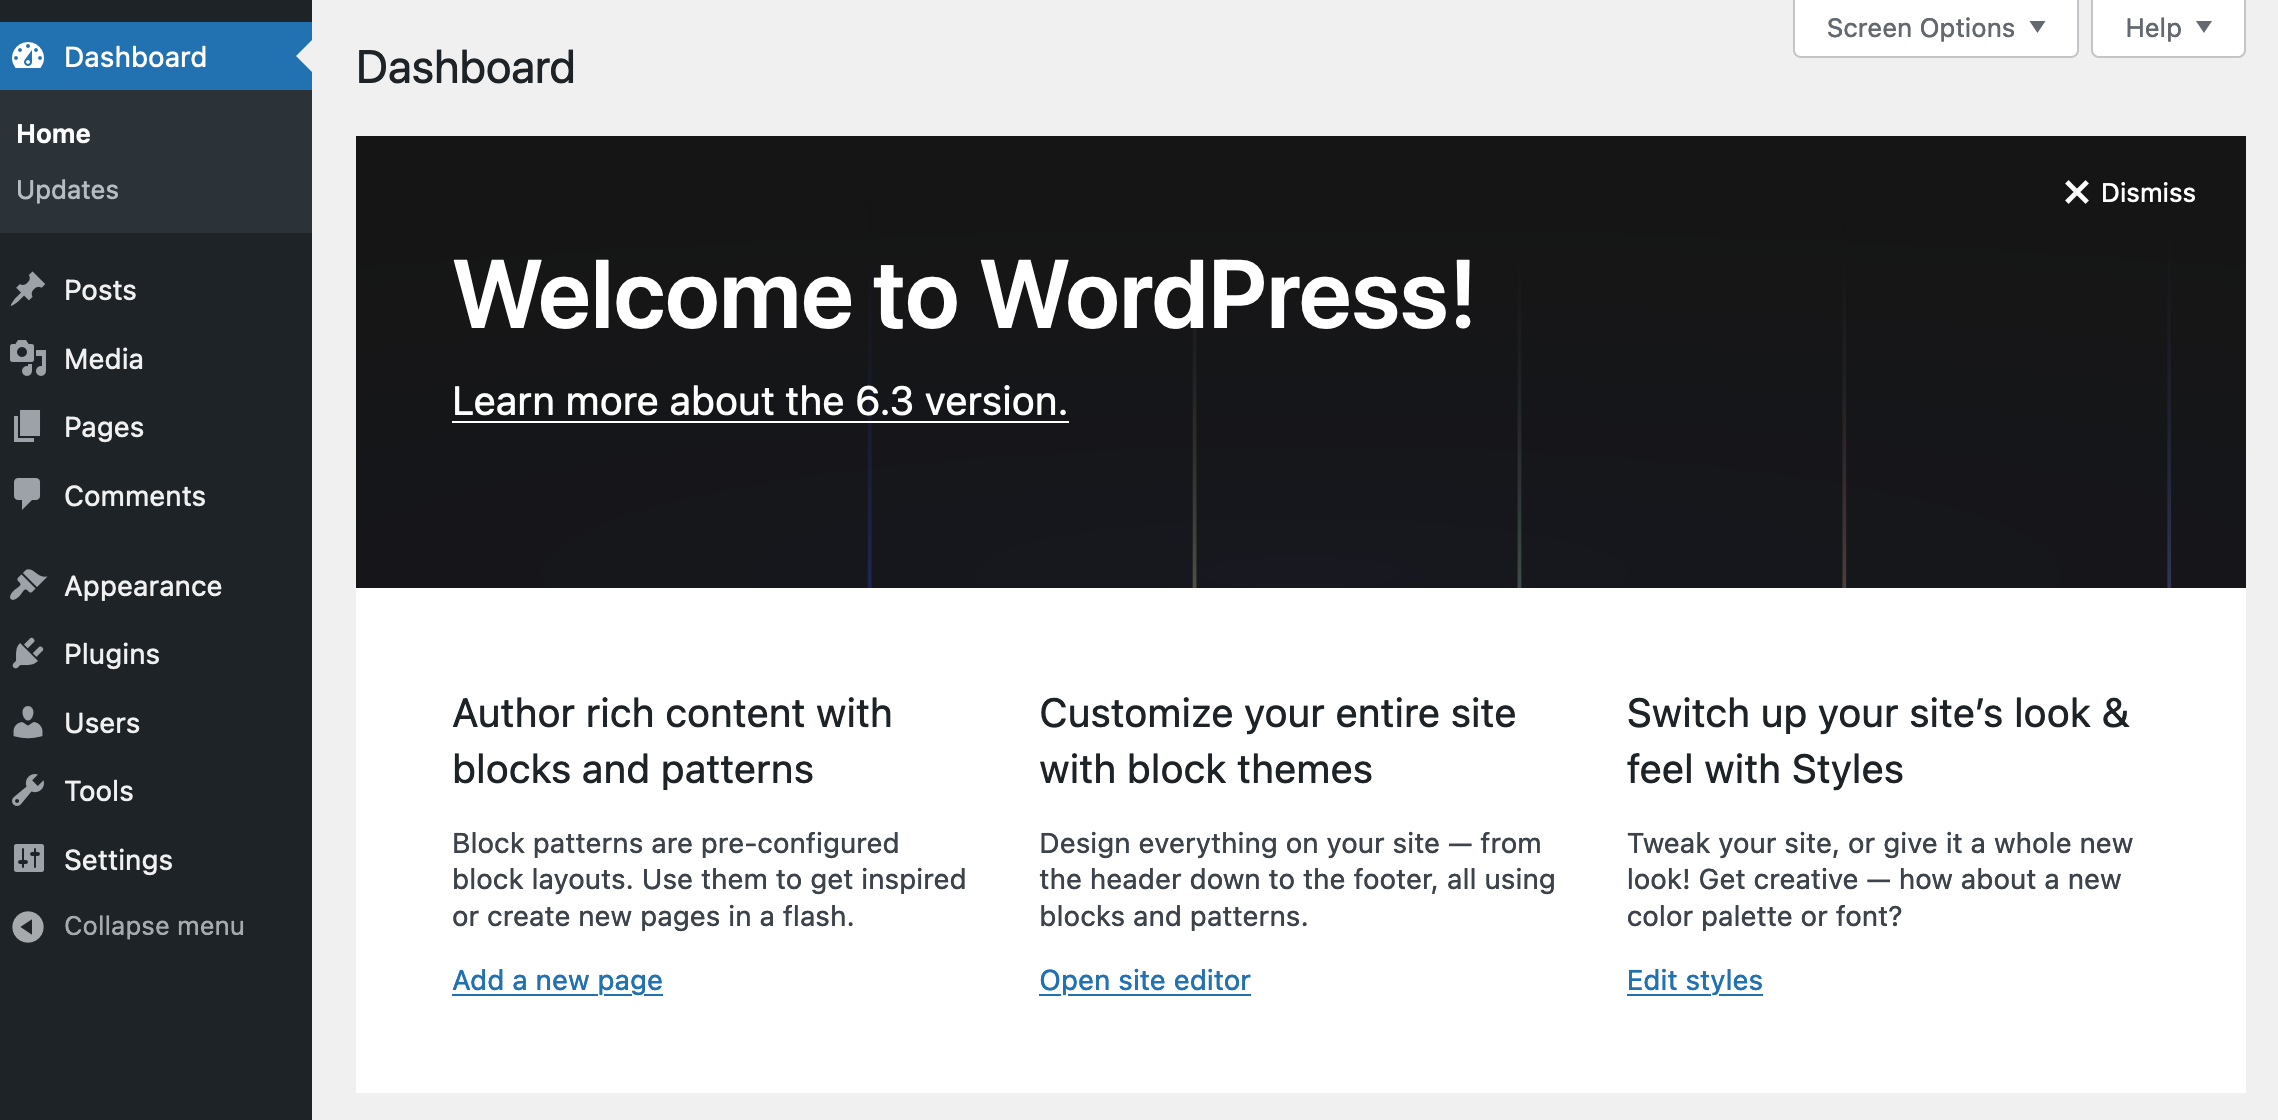 Dashboard
Home
Updates
Posts
Media
Pages
Comments
Appearance
Plugins
Users
Tools
Settings
Collapse menu
Screen Options
Help
Dashboard
Dismiss
Welcome to WordPress!
Learn more about the 6.3 version.
Author rich content with
blocks and patterns
Block patterns are pre-configured
block layouts. Use them to get inspired
or create new pages in a flash.
Add a new page
Customize your entire site
with block themes
Design everything on your site — from
the header down to the footer, all using
blocks and patterns.
Open site editor
Switch up your site’s look &
feel with Styles
Tweak your site, or give it a whole new
look! Get creative — how about a new
color palette or font?
Edit styles